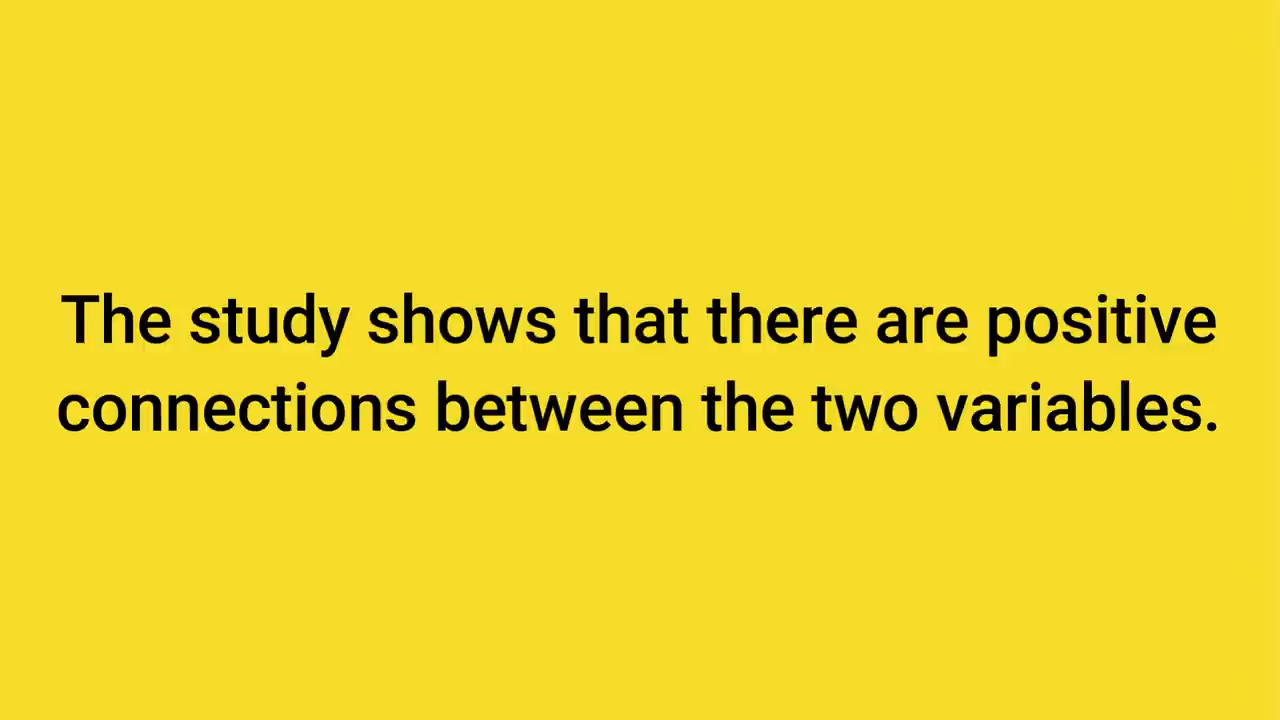 The study shows that there are positive
connections between the two variables.